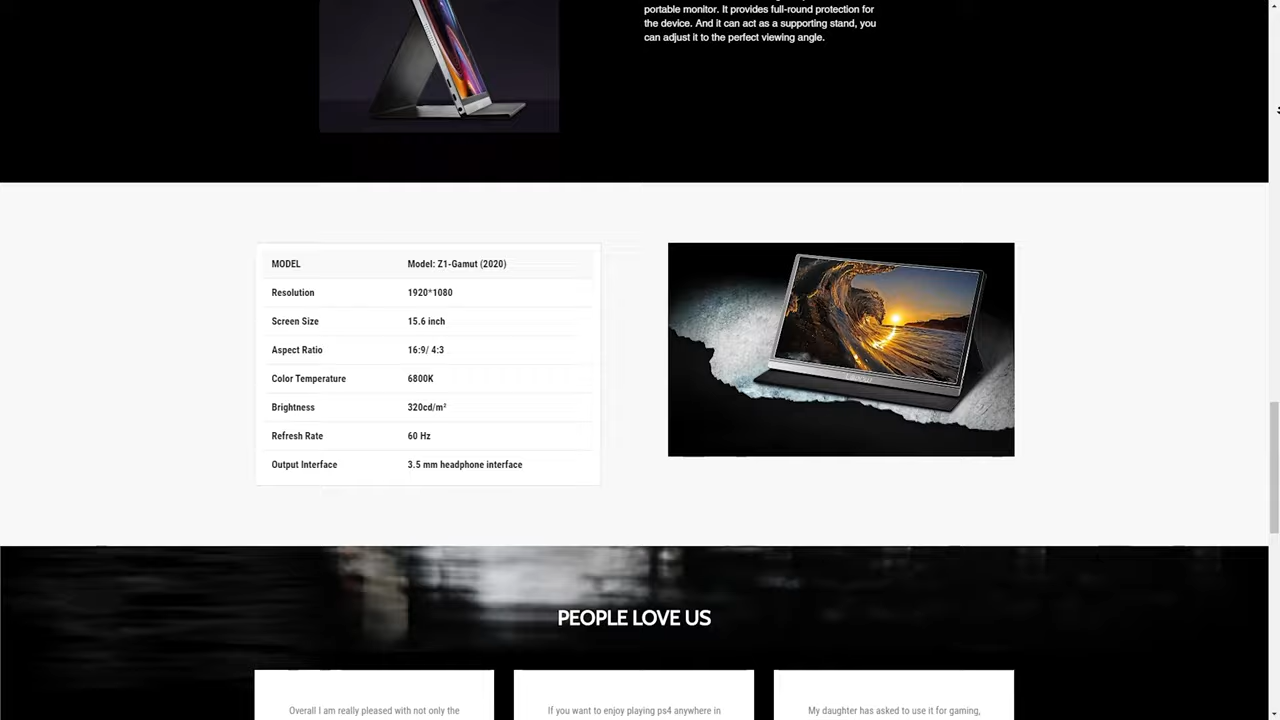 portable monitor. It provides full-round protection for
the device. And it can act as a supporting stand, you
can adjust it to the perfect viewing angle.
MODEL Model: Z1-Gamut (2020)
Resolution 1920*1080
Screen Size 15.6 inch
Aspect Ratio 16:9/ 4:3
Color Temperature 6800K
Brightness 320cd/m²
Refresh Rate 60 Hz
Output Interface 3.5 mm headphone interface
PEOPLE LOVE US
Overall I am really pleased with not only the
If you want to enjoy playing ps4 anywhere in
My daughter has asked to use it for gaming,